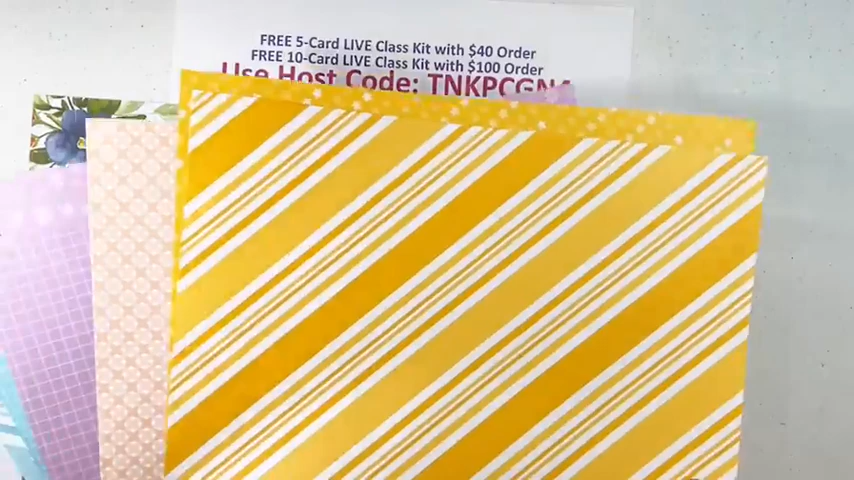 FREE 5-Card LIVE Class Kit with $40 Order
FREE 10-Card LIVE Class Kit with $100 Order
Use Host Code: TNKPCGNA